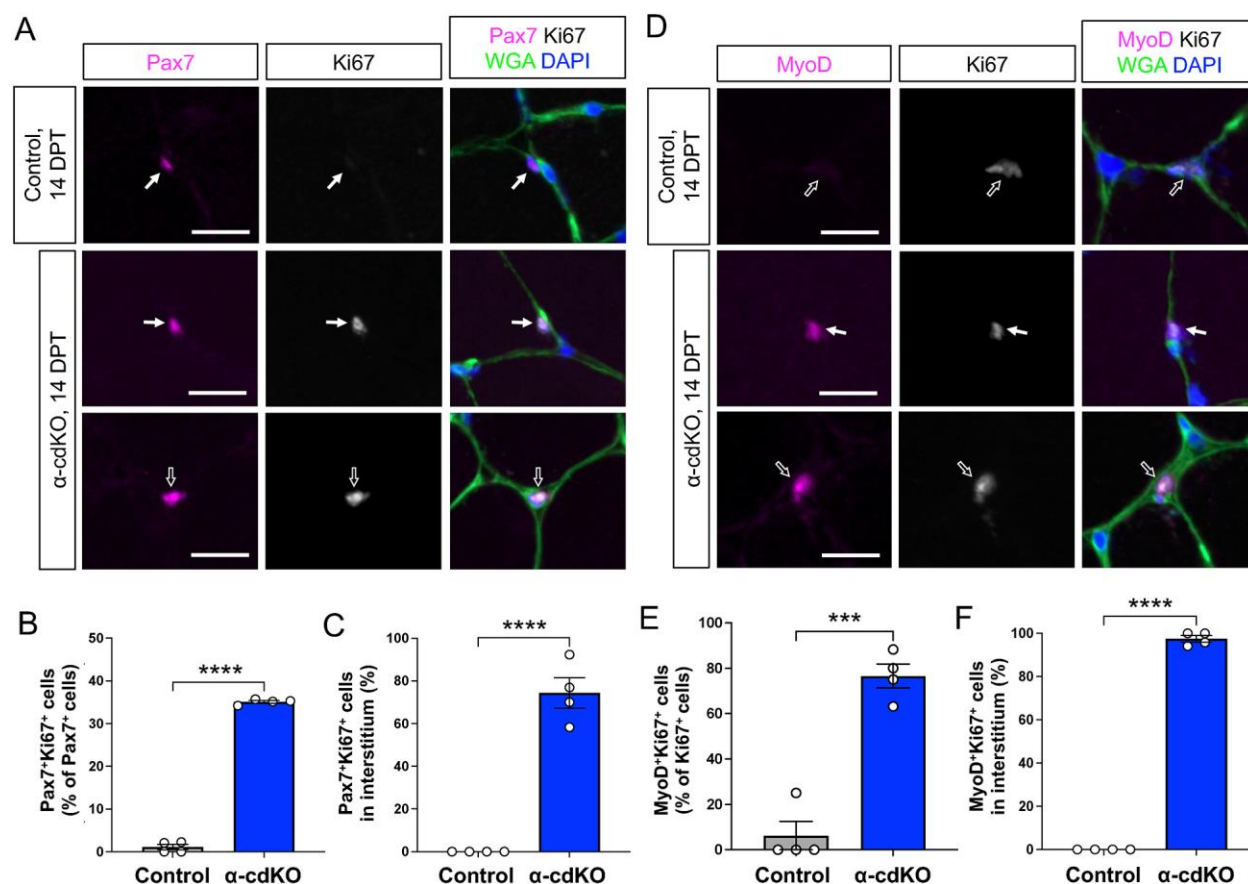 A
Pax7
Ki67
Pax7 Ki67
WGA DAPI
Control,
14 DPT
α-cdKO, 14 DPT
D
MyoD
Ki67
MyoD Ki67
WGA DAPI
Control,
14 DPT
α-cdKO, 14 DPT
B
Pax7⁺Ki67⁺ cells
(% of Pax7⁺ cells)
50
40
30
20
10
0
****
Control
α-cdKO
C
Pax7⁺Ki67⁺ cells
in interstitium (%)
100
80
60
40
20
0
****
Control
α-cdKO
E
MyoD⁺Ki67⁺ cells
(% of Ki67⁺ cells)
100
80
60
40
20
0
***
Control
α-cdKO
F
MyoD⁺Ki67⁺ cells
in interstitium (%)
100
80
60
40
20
0
****
Control
α-cdKO